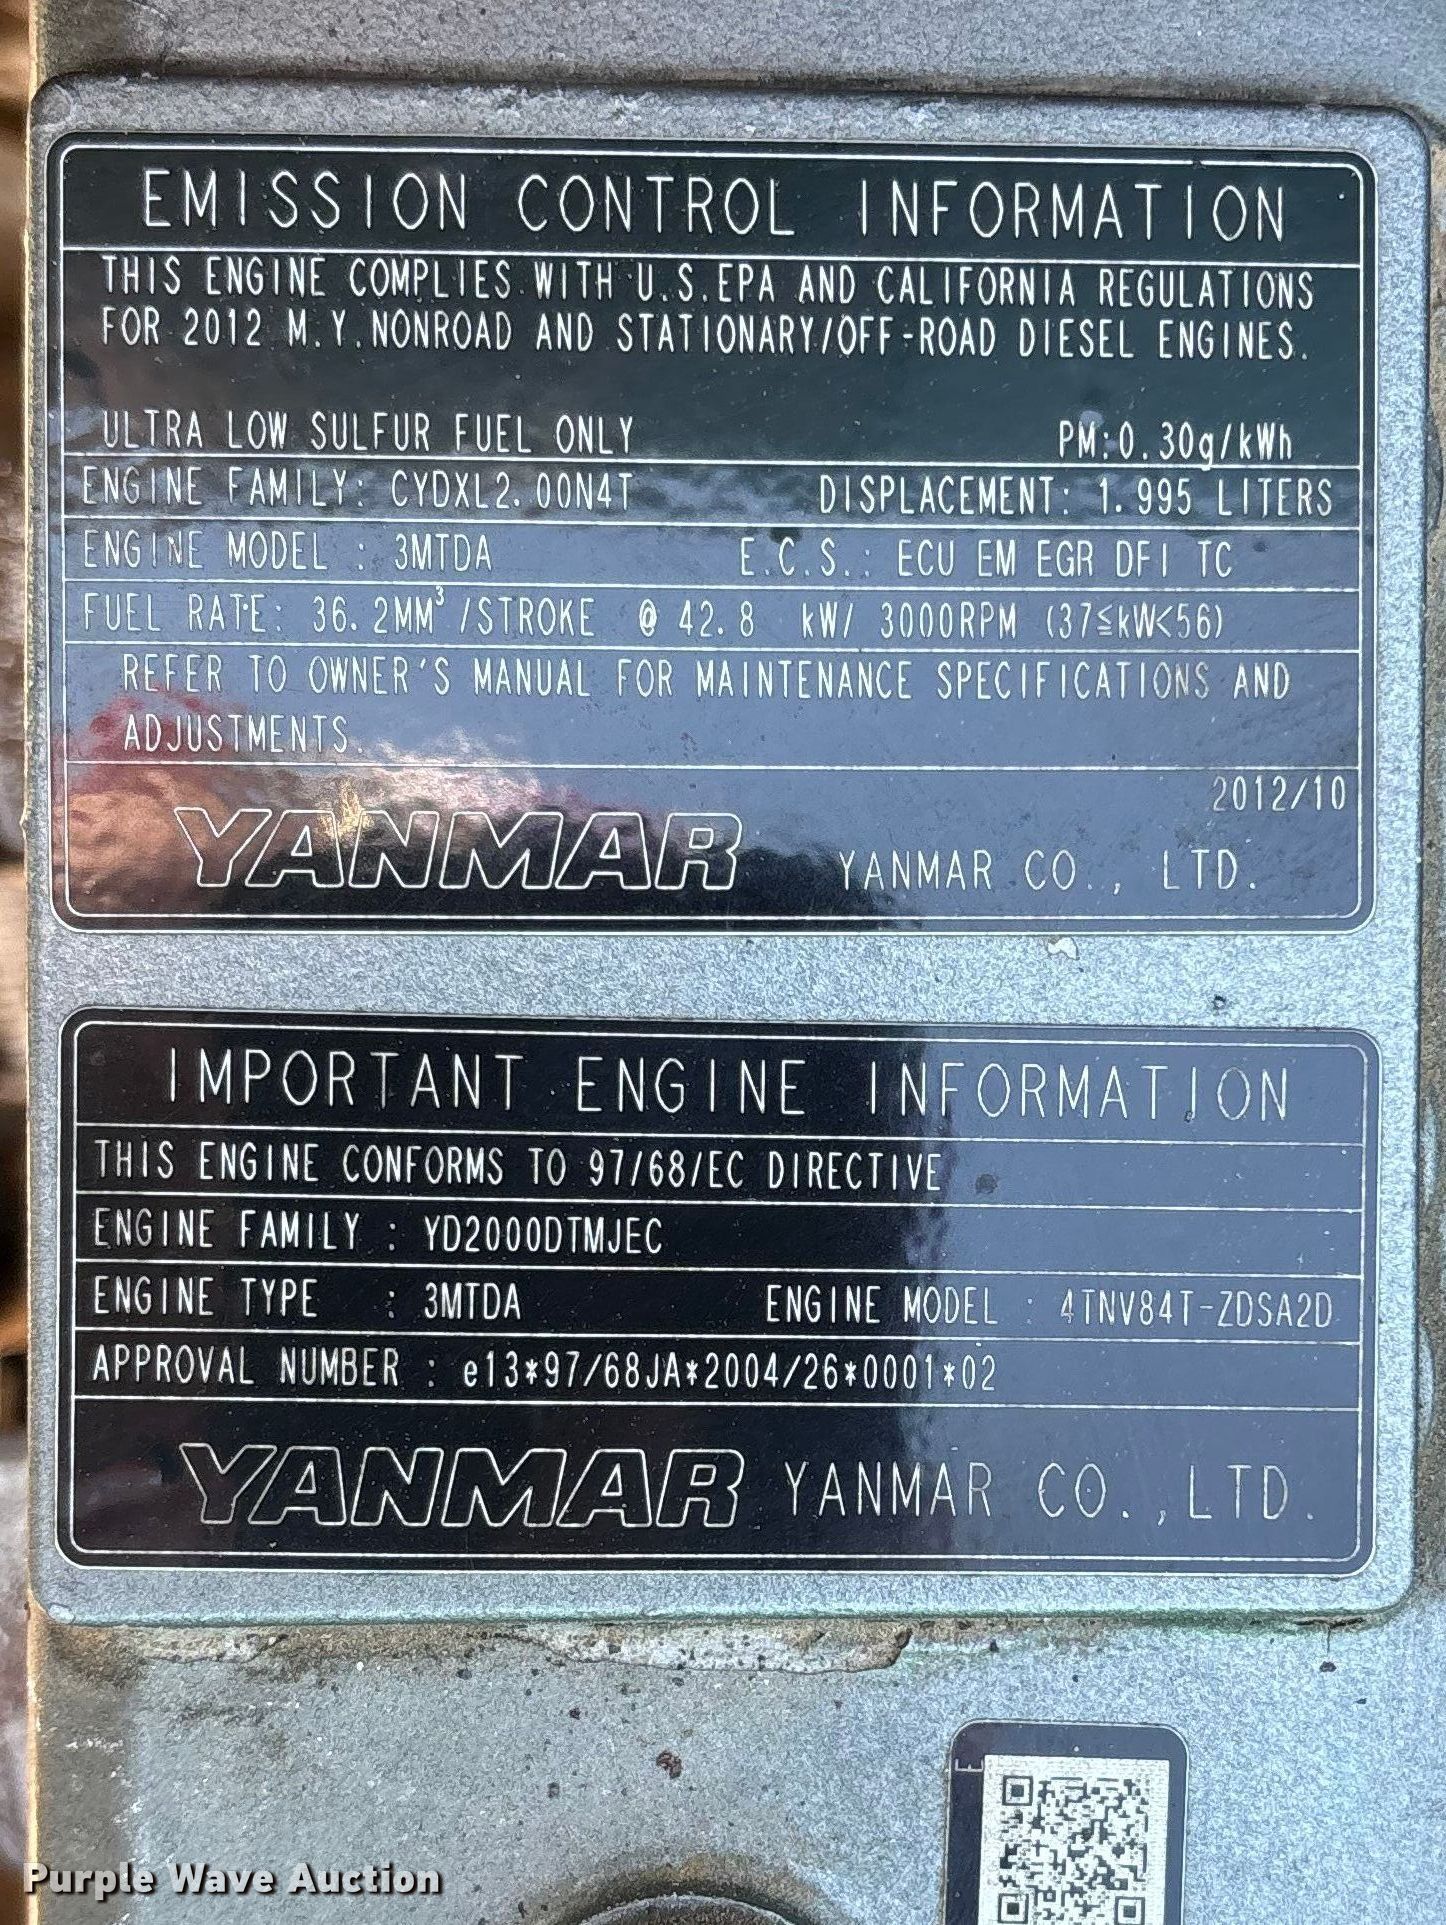 EMISSION CONTROL INFORMATION
THIS ENGINE COMPLIES WITH U.S.EPA AND CALIFORNIA REGULATIONS
FOR 2012 M.Y.NONROAD AND STATIONARY/OFF-ROAD DIESEL ENGINES.
ULTRA LOW SULFUR FUEL ONLY PM:0.30g/kWh
ENGINE FAMILY: CYDXL2.00N4T DISPLACEMENT: 1.995 LITERS
ENGINE MODEL : 3MTDA E.C.S.: ECU EM EGR DFI TC
FUEL RATE: 36.2MM³/STROKE @ 42.8 kW/ 3000RPM (37≦kW<56)
REFER TO OWNER'S MANUAL FOR MAINTENANCE SPECIFICATIONS AND
ADJUSTMENTS.
2012/10
YANMAR YANMAR CO., LTD.
IMPORTANT ENGINE INFORMATION
THIS ENGINE CONFORMS TO 97/68/EC DIRECTIVE
ENGINE FAMILY : YD2000DTMJEC
ENGINE TYPE : 3MTDA ENGINE MODEL : 4TNV84T-ZDSA2D
APPROVAL NUMBER : e13*97/68JA*2004/26*0001*02
YANMAR YANMAR CO.,LTD.
E
Purple Wave Auction